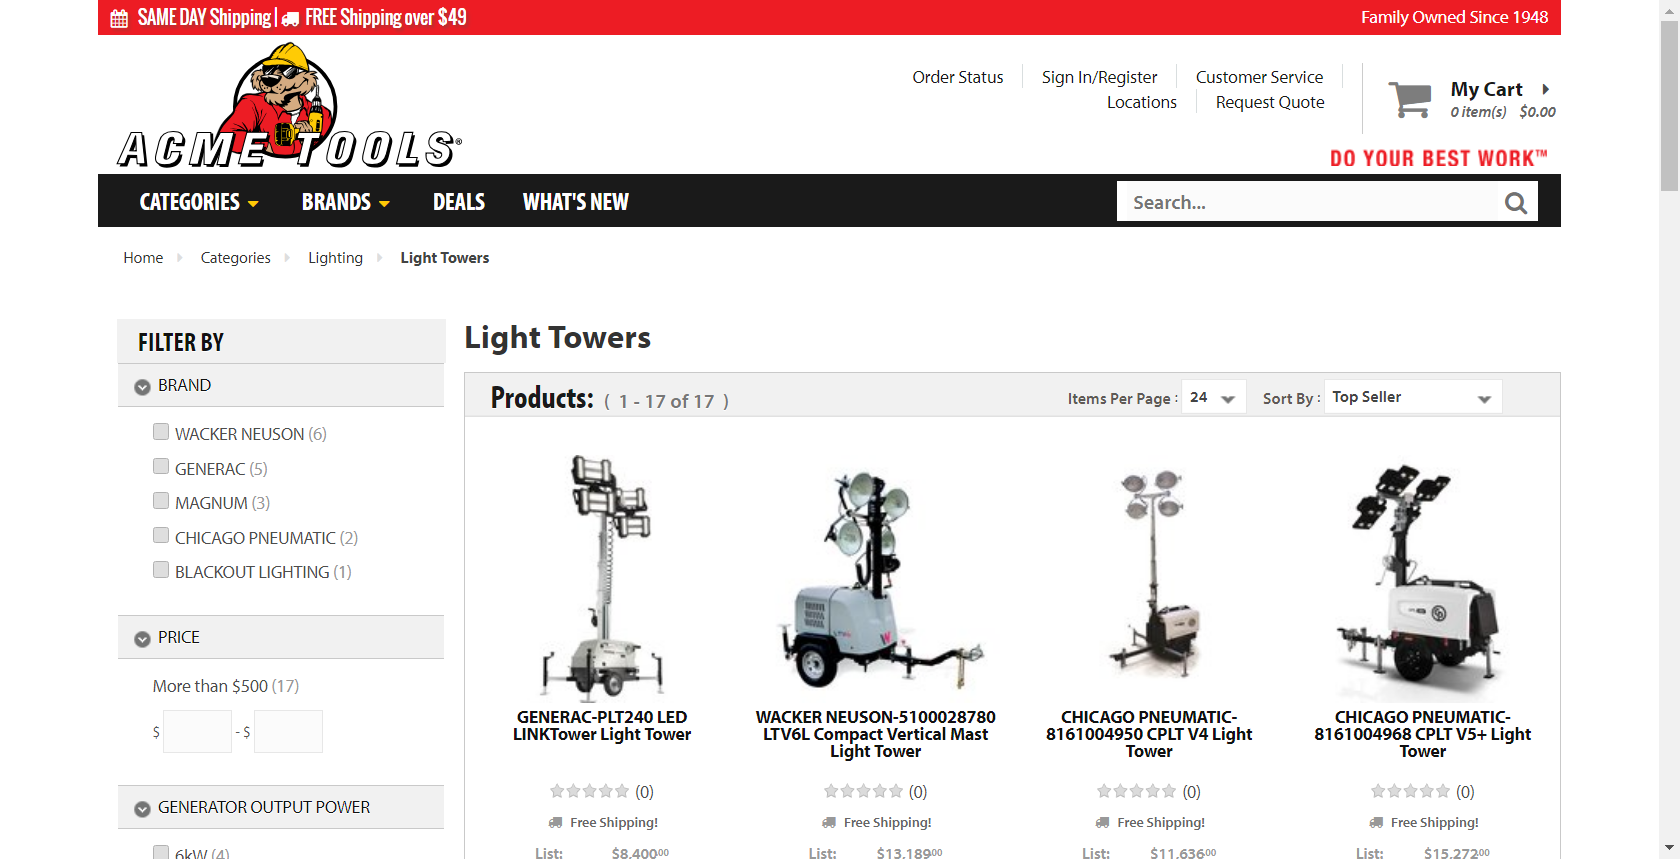 SAME DAY Shipping | FREE Shipping over $49
Family Owned Since 1948
ACME TOOLS®
Order Status
Sign In/Register
Customer Service
Locations
Request Quote
My Cart
0 item(s) $0.00
DO YOUR BEST WORK™
CATEGORIES
BRANDS
DEALS
WHAT'S NEW
Search...
Home
Categories
Lighting
Light Towers
FILTER BY
BRAND
WACKER NEUSON (6)
GENERAC (5)
MAGNUM (3)
CHICAGO PNEUMATIC (2)
BLACKOUT LIGHTING (1)
PRICE
More than $500 (17)
$ - $
GENERATOR OUTPUT POWER
6kW (4)
Light Towers
Products: ( 1 - 17 of 17 )
Items Per Page : 24
Sort By : Top Seller
GENERAC-PLT240 LED
LINKTower Light Tower
(0)
Free Shipping!
List: $8,400.00
WACKER NEUSON-5100028780
LTV6L Compact Vertical Mast
Light Tower
(0)
Free Shipping!
List: $13,189.00
CHICAGO PNEUMATIC-
8161004950 CPLT V4 Light
Tower
(0)
Free Shipping!
List: $11,636.00
CHICAGO PNEUMATIC-
8161004968 CPLT V5+ Light
Tower
(0)
Free Shipping!
List: $15,272.00